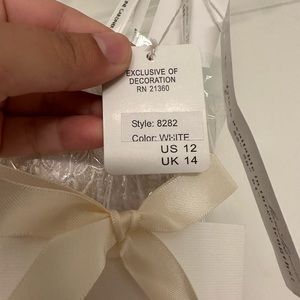 EXCLUSIVE OF
DECORATION
RN 21360
Style: 8282
Color: WHITE
US 12
UK 14